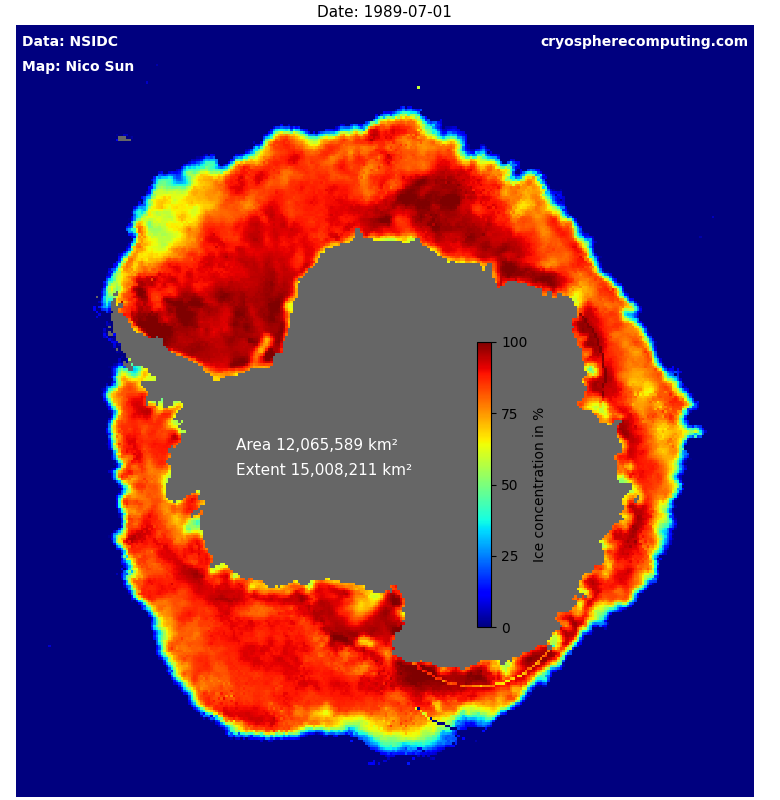 Date: 1989-07-01
Data: NSIDC
cryospherecomputing.com
Map: Nico Sun
100
75
50
25
0
Ice concentration in %
Area 12,065,589 km²
Extent 15,008,211 km²